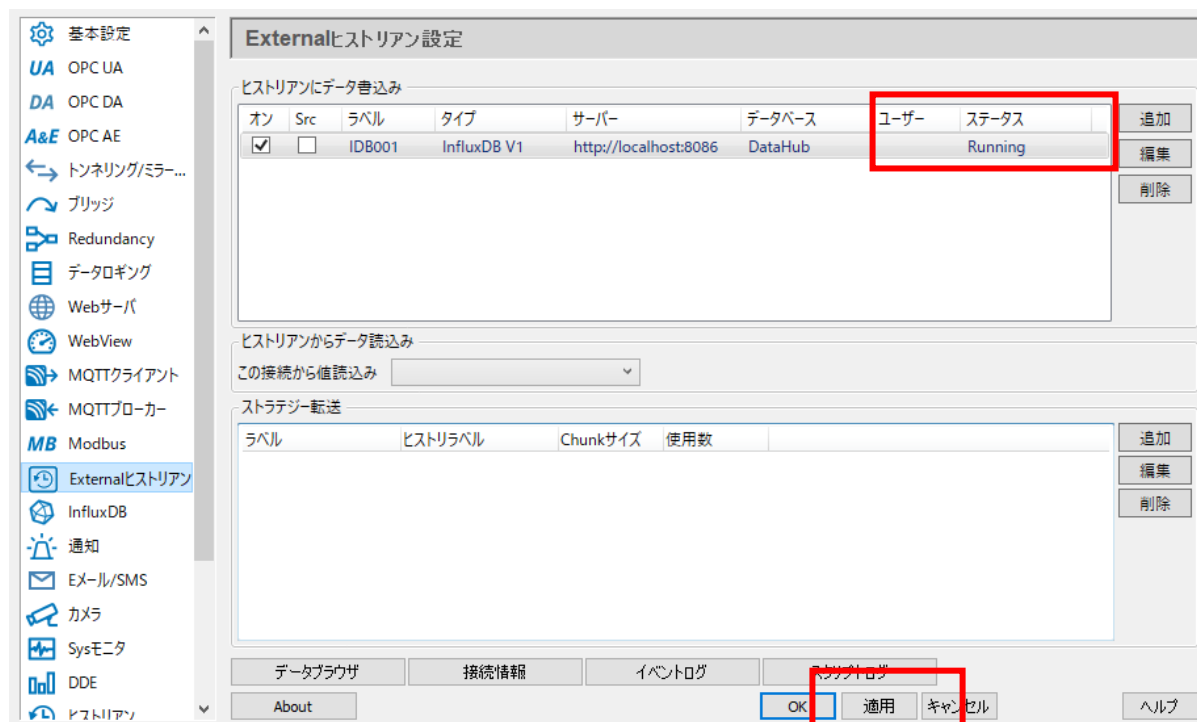 基本設定
UA OPC UA
DA OPC DA
A&E OPC AE
トンネリング/ミラー...
ブリッジ
Redundancy
データロギング
Webサーバ
WebView
MQTTクライアント
MQTTブローカー
MB Modbus
Externalヒストリアン
InfluxDB
通知
Eメール/SMS
カメラ
Sysモニタ
DDE
ヒストリアン
Externalヒストリアン設定
ヒストリアンにデータ書込み
オン Src ラベル タイプ サーバー データベース ユーザー ステータス
IDB001 InfluxDB V1 http://localhost:8086 DataHub Running
追加
編集
削除
ヒストリアンからデータ読込み
この接続から値読込み
ストラテジー転送
ラベル ヒストリラベル Chunkサイズ 使用数
追加
編集
削除
データブラウザ 接続情報 イベントログ スクリプトログ
About OK 適用 キャンセル ヘルプ